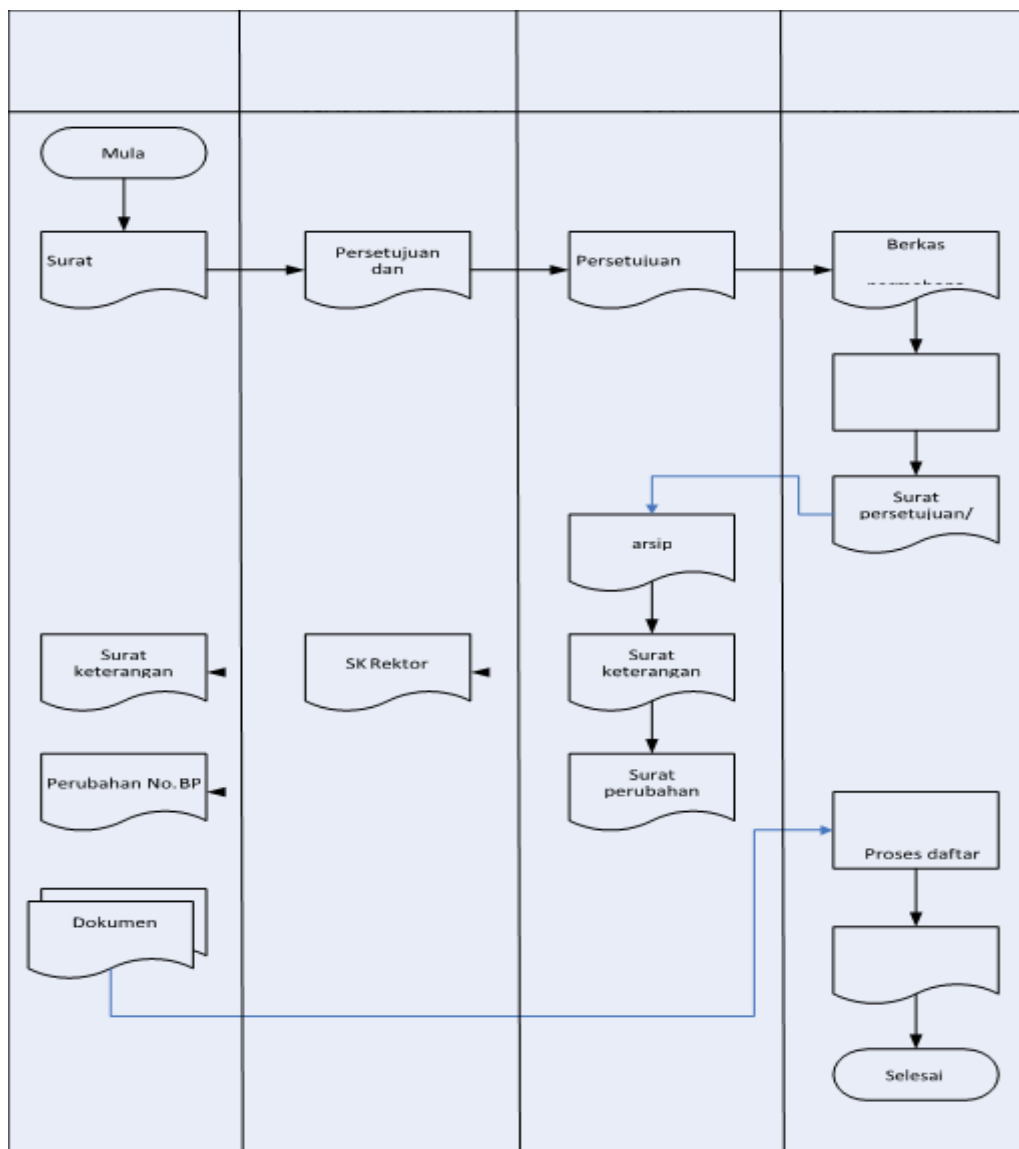 Mula
Surat
Persetujuan
dan
Persetujuan
Berkas
Surat
persetujuan/
arsip
Surat
keterangan
SK Rektor
Surat
keterangan
Perubahan No.BP
Surat
perubahan
Proses daftar
Dokumen
Selesai